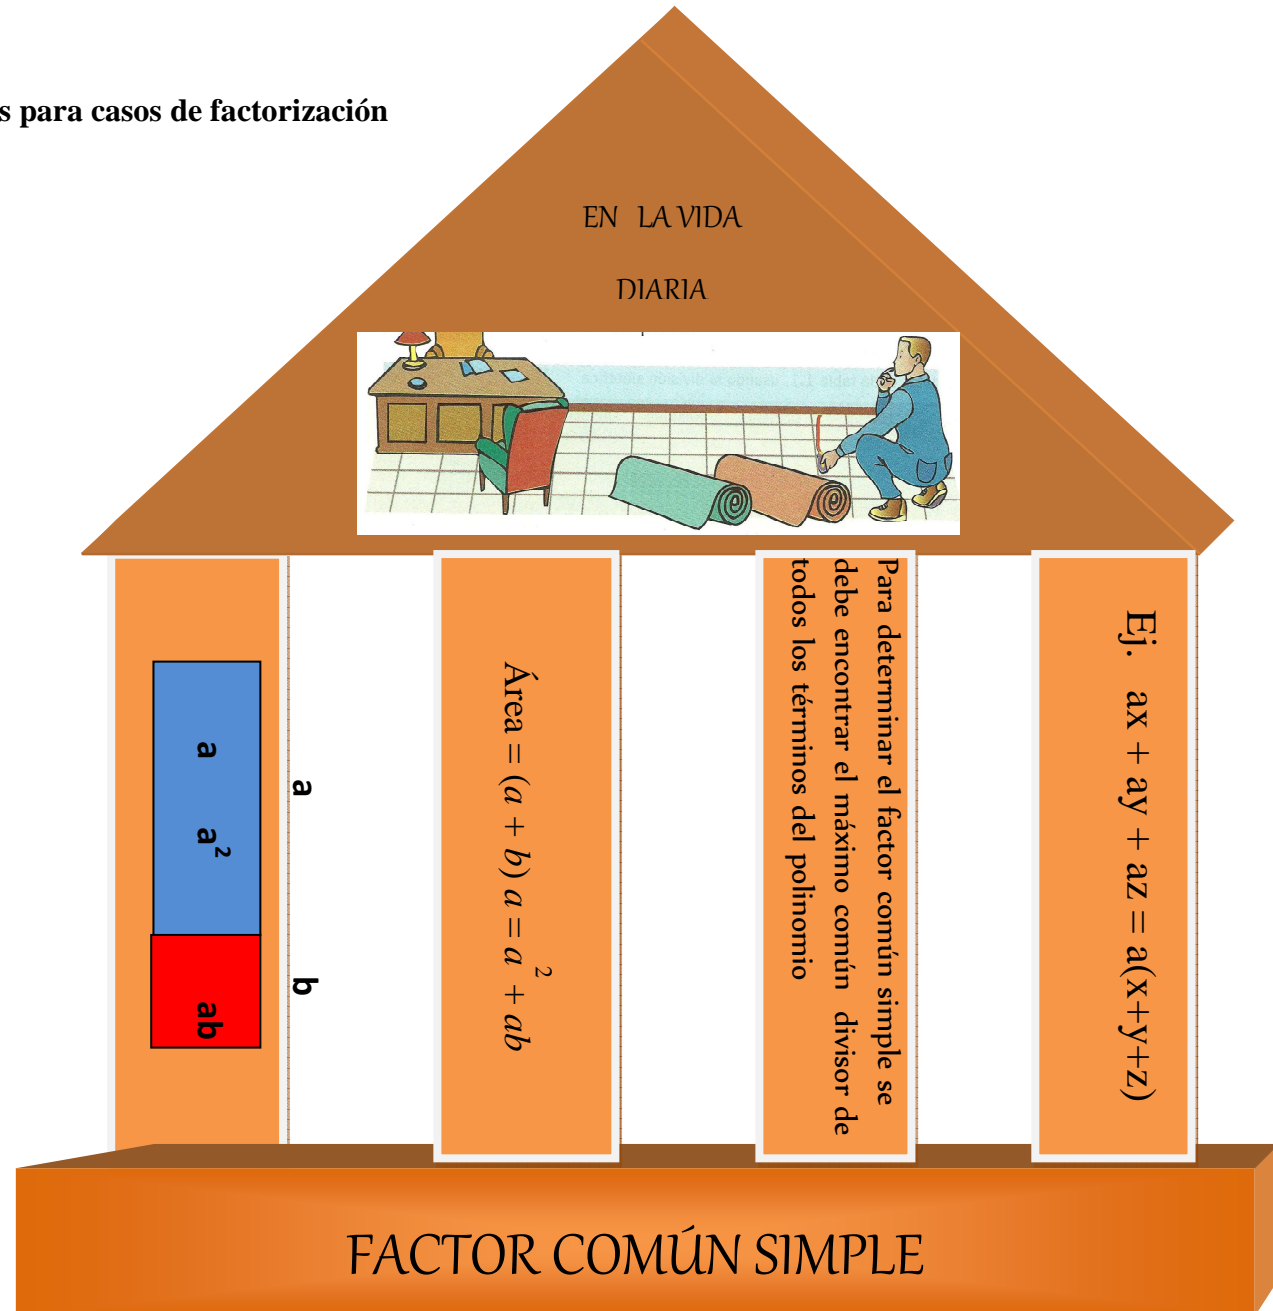 s para casos de factorización
EN LA VIDA
DIARIA
a
a²
ab
a
b
Área = (a + b) a = a² + ab
Para determinar el factor común simple se
debe encontrar el máximo común divisor de
todos los términos del polinomio
Ej. ax + ay + az = a(x+y+z)
FACTOR COMÚN SIMPLE